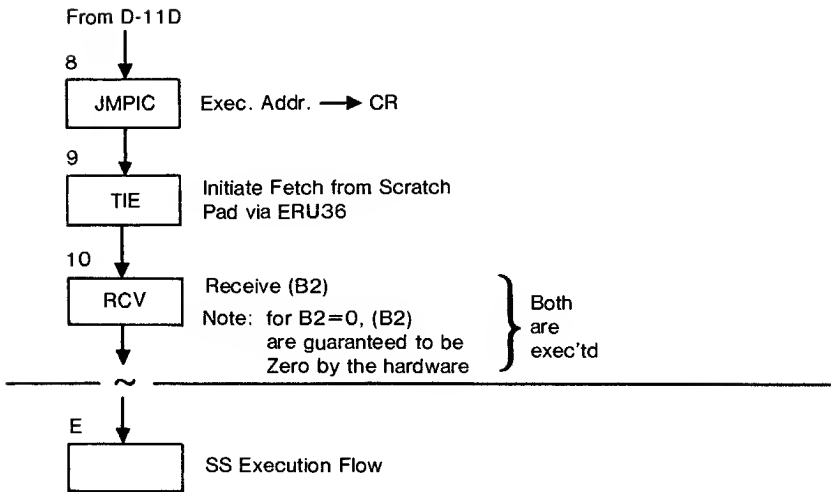 From D-11D
8
JMPIC
Exec. Addr. → CR
9
TIE
Initiate Fetch from Scratch
Pad via ERU36
10
RCV
Receive (B2)
Note: for B2=0, (B2)
are guaranteed to be
Zero by the hardware
Both
are
exec'td
~
E
SS Execution Flow